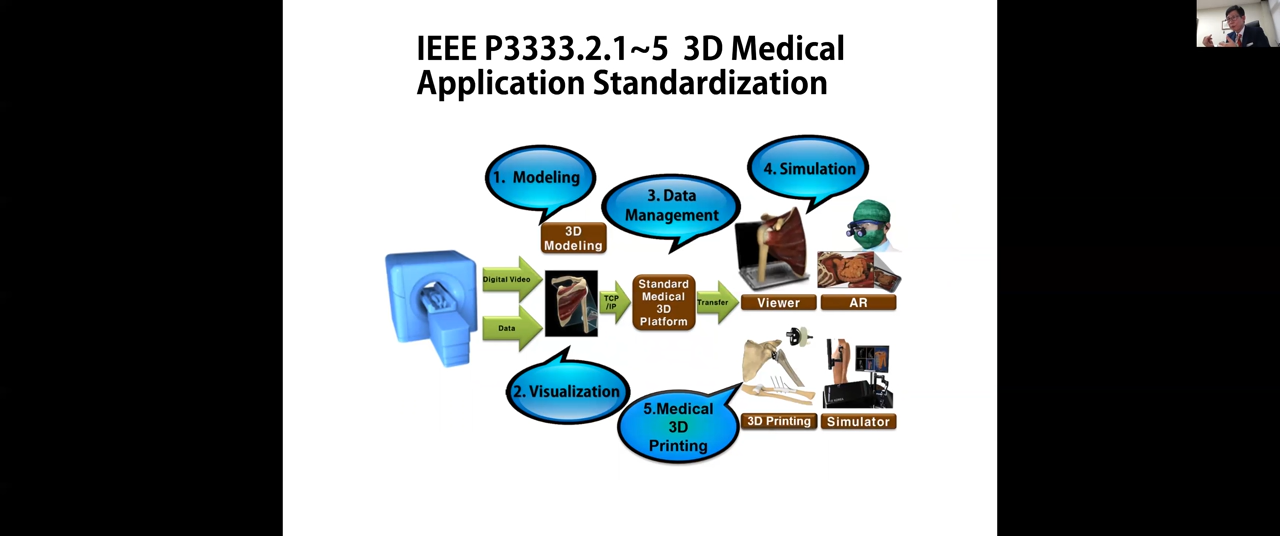 IEEE P3333.2.1~5 3D Medical
Application Standardization
1. Modeling
3. Data
Management
4. Simulation
3D
Modeling
Digital Video
Data
TCP
/IP
Standard
Medical
3D
Platform
Transfer
Viewer
AR
2. Visualization
5.Medical
3D
Printing
3D Printing
Simulator